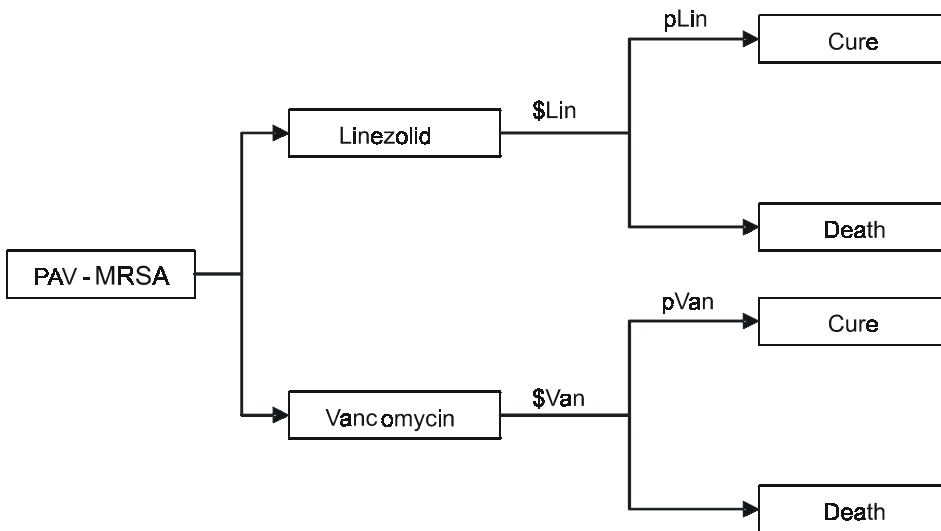 pLin
Cure
$Lin
Linezolid
Death
PAV - MRSA
pVan
Cure
$Van
Vancomycin
Death